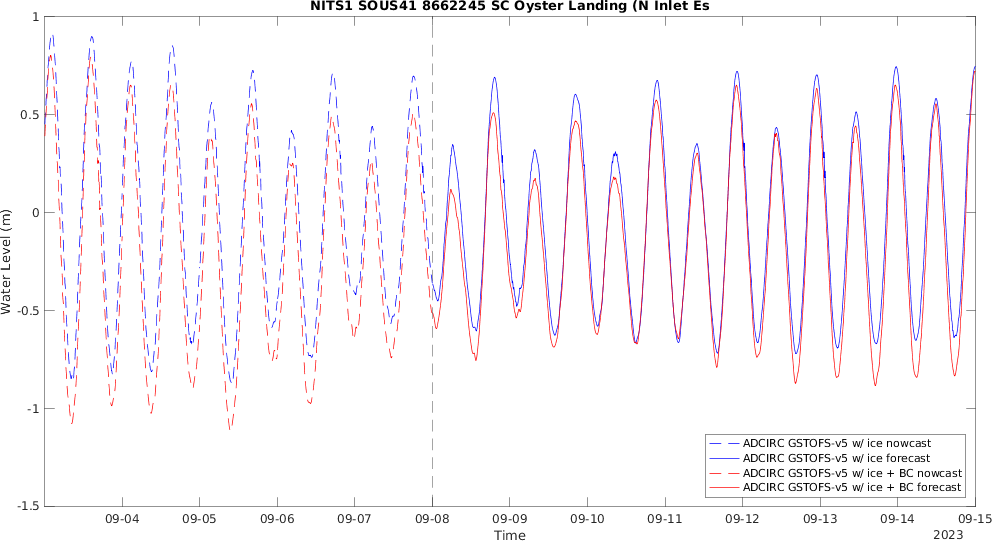 NITS1 SOUS41 8662245 SC Oyster Landing (N Inlet Es
1
0.5
0
-0.5
-1
-1.5
Water Level (m)
ADCIRC GSTOFS-v5 w/ ice nowcast
ADCIRC GSTOFS-v5 w/ ice forecast
ADCIRC GSTOFS-v5 w/ ice + BC nowcast
ADCIRC GSTOFS-v5 w/ ice + BC forecast
09-04 09-05 09-06 09-07 09-08 09-09 09-10 09-11 09-12 09-13 09-14 09-15
Time
2023